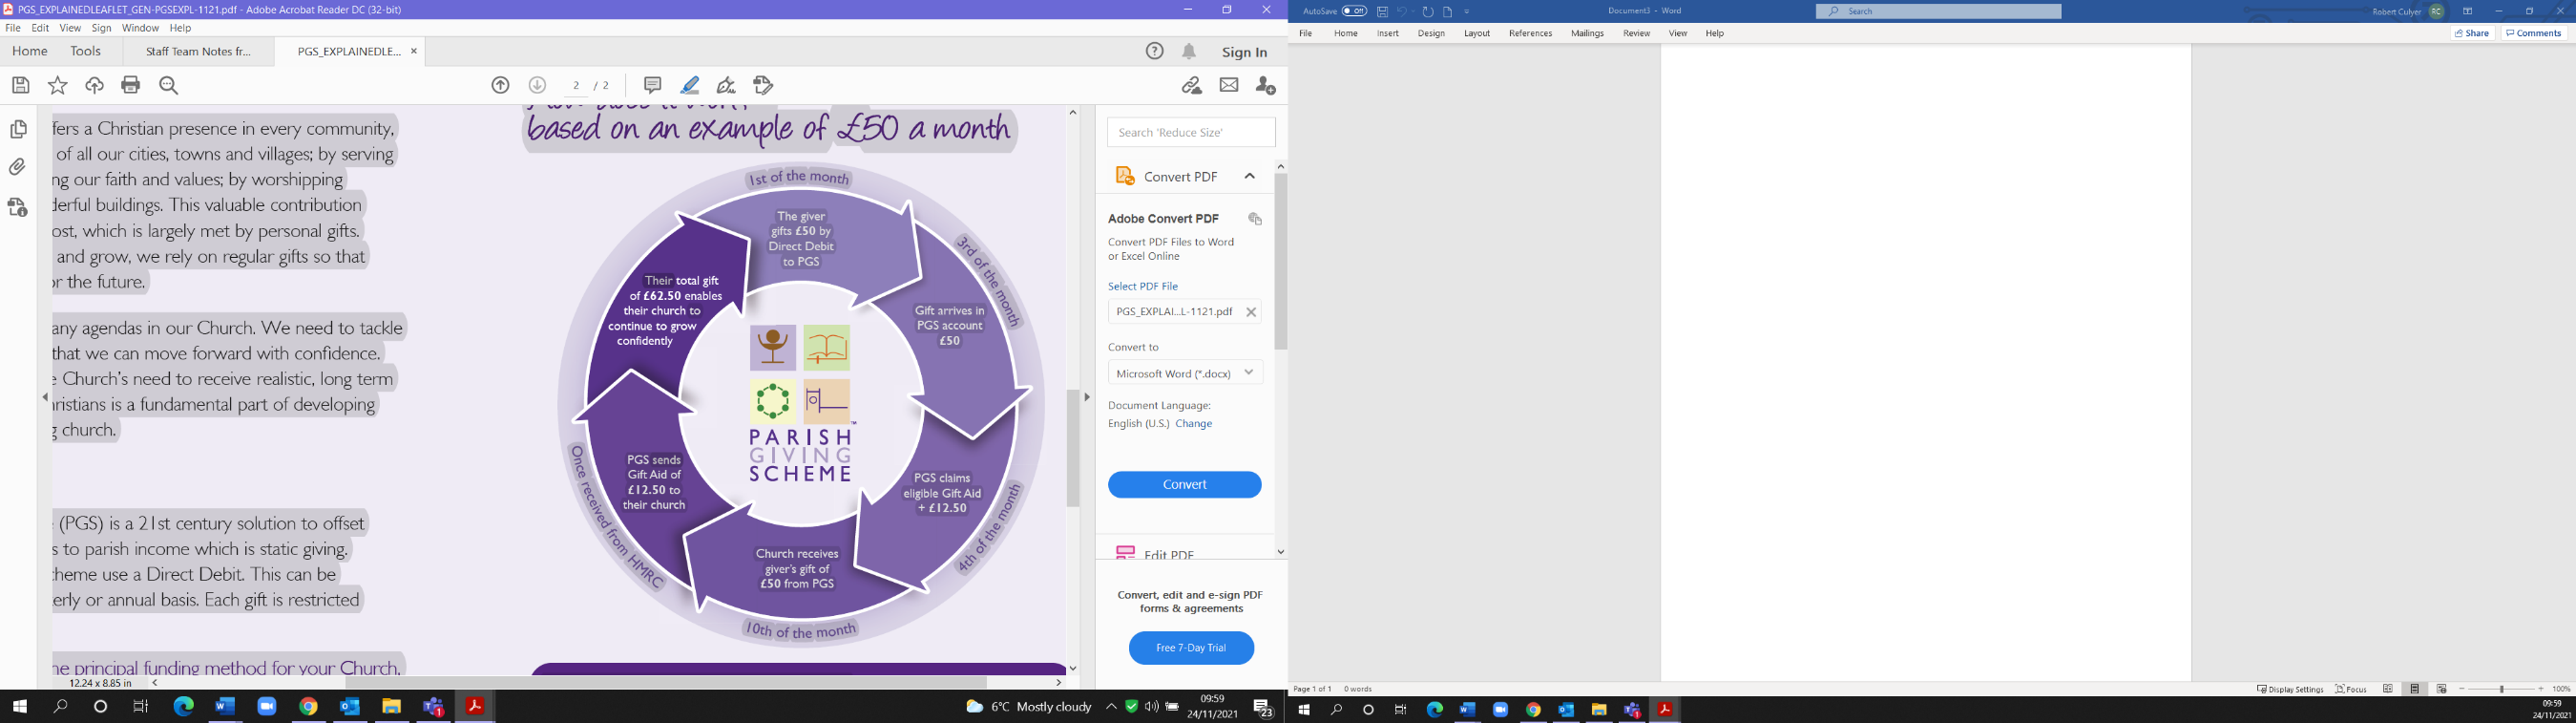 PGS_EXPLAINEDLEAFLET_GEN-PGSEXPL-1121.pdf - Adobe Acrobat Reader DC (32-bit)
File Edit View Sign Window Help
Home Tools Staff Team Notes fr... PGS_EXPLAINEDLE... ×
Sign In
2 / 2
fers a Christian presence in every community,
of all our cities, towns and villages; by serving
ng our faith and values; by worshipping
derful buildings. This valuable contribution
ost, which is largely met by personal gifts.
and grow, we rely on regular gifts so that
or the future.
any agendas in our Church. We need to tackle
that we can move forward with confidence.
e Church's need to receive realistic, long term
hristians is a fundamental part of developing
g church.
(PGS) is a 21st century solution to offset
s to parish income which is static giving.
heme use a Direct Debit. This can be
erly or annual basis. Each gift is restricted
he principal funding method for your Church,
12.24 x 8.85 in
based on an example of £50 a month
1st of the month
The giver
gifts £50 by
Direct Debit
to PGS
3rd of the month
Gift arrives in
PGS account
£50
PGS claims
eligible Gift Aid
+ £12.50
4th of the month
Church receives
giver's gift of
£50 from PGS
10th of the month
PGS sends
Gift Aid of
£12.50 to
their church
Once received from HMRC
Their total gift
of £62.50 enables
their church to
continue to grow
confidently
PARISH
GIVING
SCHEME
™
Search 'Reduce Size'
Convert PDF
Adobe Convert PDF
Convert PDF Files to Word
or Excel Online
Select PDF File
PGS_EXPLAI...L-1121.pdf
Convert to
Microsoft Word (*.docx)
Document Language:
English (U.S.) Change
Convert
Edit PDF
Convert, edit and e-sign PDF
forms & agreements
Free 7-Day Trial
6°C Mostly cloudy
09:59
24/11/2021
23
AutoSave Off
Document3 - Word
Search
Robert Culyer RC
File Home Insert Design Layout References Mailings Review View Help
Share Comments
Page 1 of 1 0 words
Display Settings Focus
100%
09:59
24/11/2021